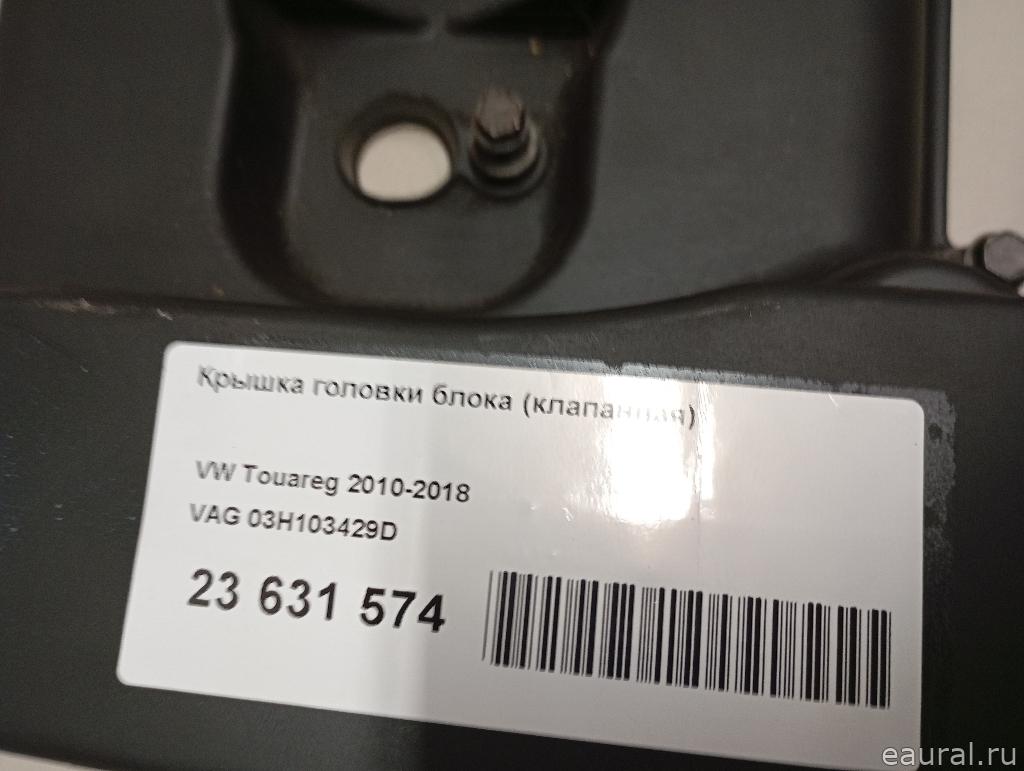 Крышка головки блока (клапанная)
VW Touareg 2010-2018
VAG 03H103429D
23 631 574
eaural.ru